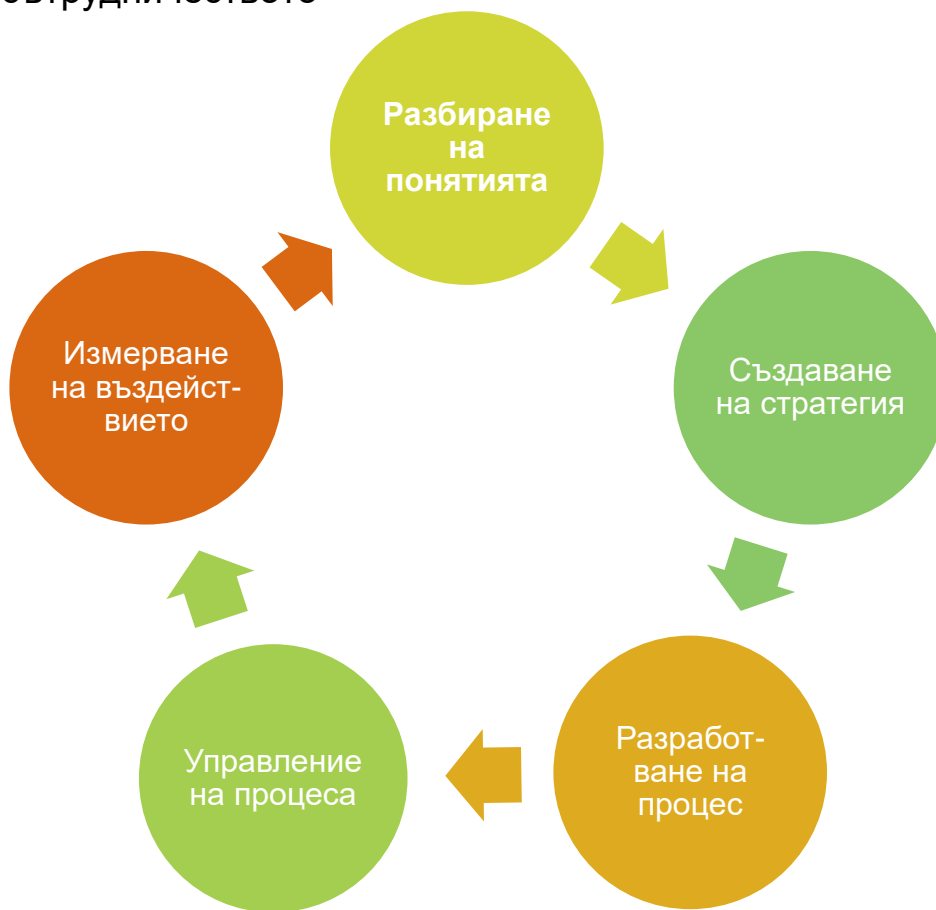 Разбиране
на
понятията
Създаване
на стратегия
Разработ-
ване на
процес
Управление
на процеса
Измерване
на въздейст-
вието